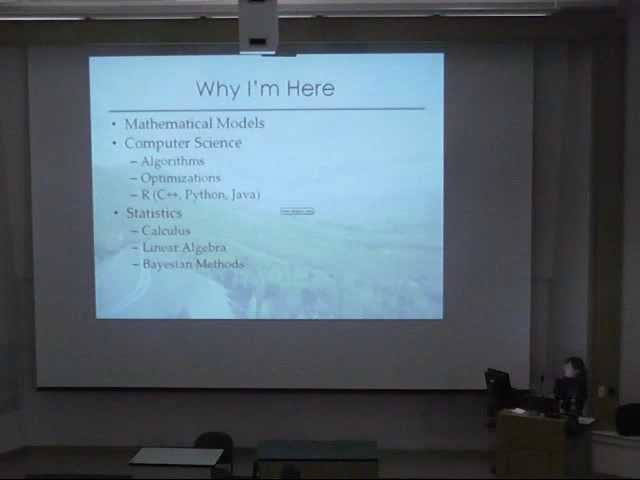 Why I'm Here
• Mathematical Models
• Computer Science
– Algorithms
– Optimizations
– R (C++, Python, Java)
• Statistics
– Calculus
– Linear Algebra
– Bayesian Methods